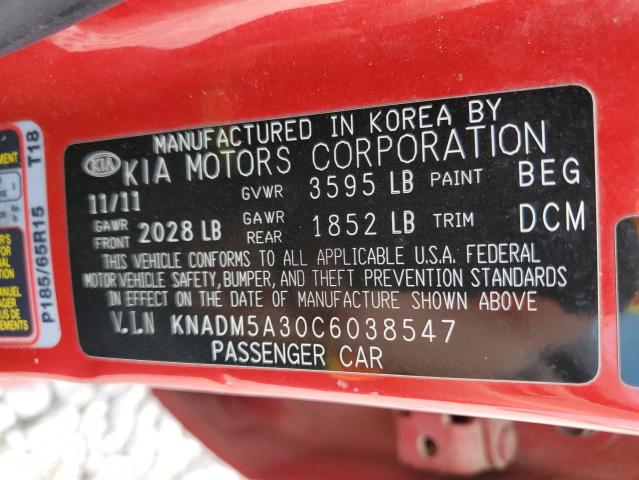 MANUFACTURED IN KOREA BY
KIA KIA MOTORS CORPORATION
11/11 GVWR 3595 LB PAINT BEG
GAWR FRONT 2028 LB GAWR REAR 1852 LB TRIM DCM
THIS VEHICLE CONFORMS TO ALL APPLICABLE U.S.A. FEDERAL
MOTOR VEHICLE SAFETY, BUMPER, AND THEFT PREVENTION STANDARDS
IN EFFECT ON THE DATE OF MANUFACTURE SHOWN ABOVE
V.I.N KNADM5A30C6038547
PASSENGER CAR
P185/65R15 T18